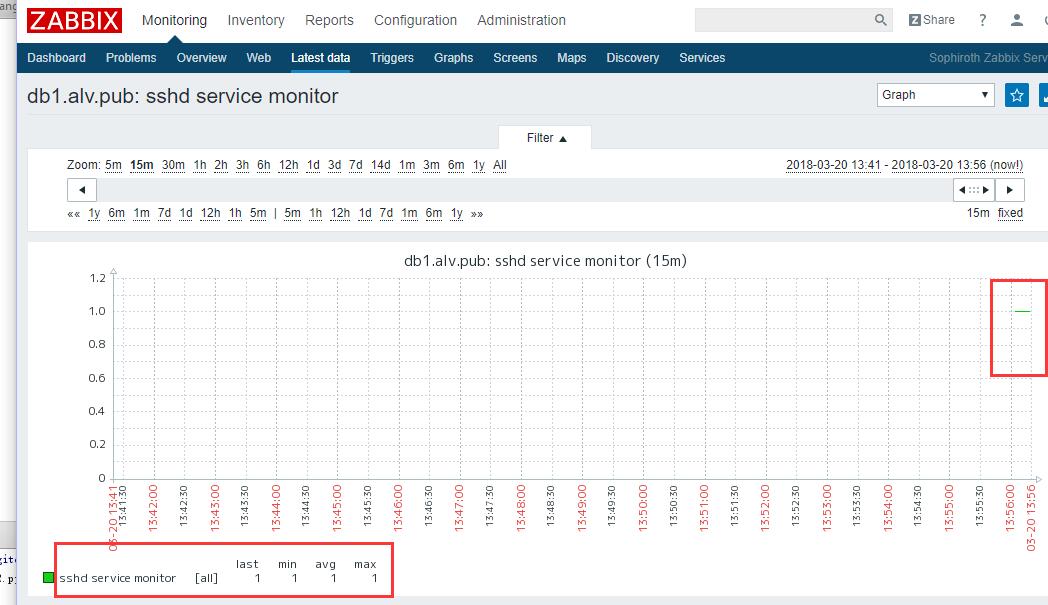 ZABBIX Monitoring Inventory Reports Configuration Administration Z Share ?
Dashboard Problems Overview Web Latest data Triggers Graphs Screens Maps Discovery Services Sophiroth Zabbix Serv
db1.alv.pub: sshd service monitor Graph
Filter
Zoom: 5m 15m 30m 1h 2h 3h 6h 12h 1d 3d 7d 14d 1m 3m 6m 1y All 2018-03-20 13:41 - 2018-03-20 13:56 (now!)
«« 1y 6m 1m 7d 1d 12h 1h 5m | 5m 1h 12h 1d 7d 1m 6m 1y »» 15m fixed
db1.alv.pub: sshd service monitor (15m)
1.2
1.0
0.8
0.6
0.4
0.2
0
03-20 13:41 13:41:30 13:42:00 13:42:30 13:43:00 13:43:30 13:44:00 13:44:30 13:45:00 13:45:30 13:46:00 13:46:30 13:47:00 13:47:30 13:48:00 13:48:30 13:49:00 13:49:30 13:50:00 13:50:30 13:51:00 13:51:30 13:52:00 13:52:30 13:53:00 13:53:30 13:54:00 13:54:30 13:55:00 13:55:30 13:56:00 03-20 13:56
last min avg max
sshd service monitor [all] 1 1 1 1